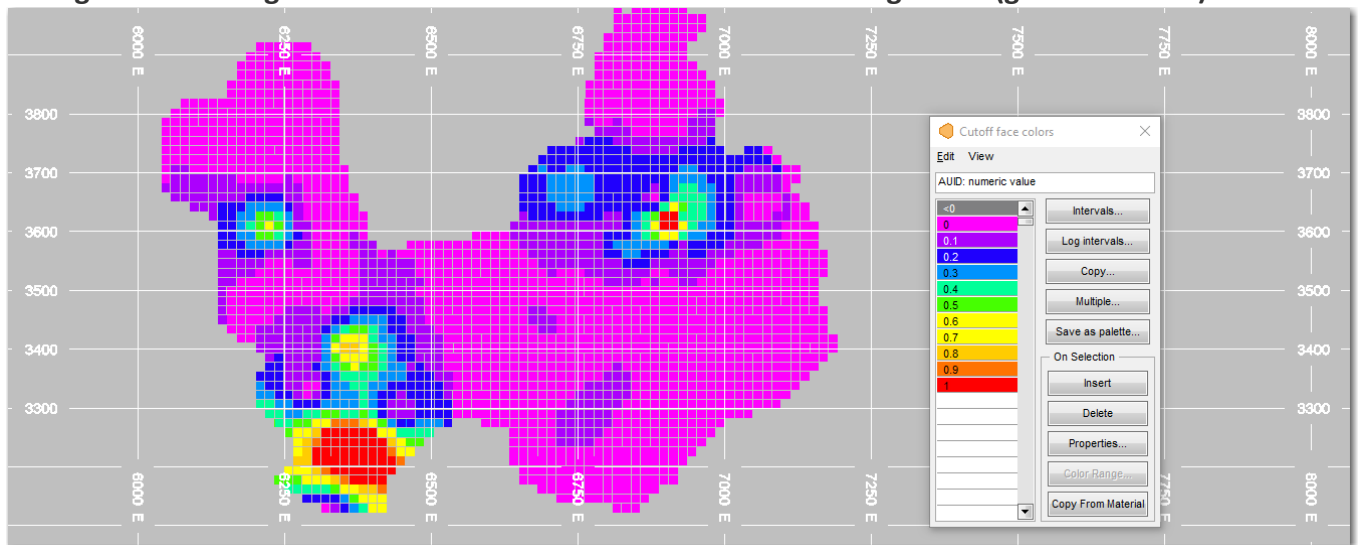 6000 E 6250 E 6500 E 6750 E 7000 E 7250 E 7500 E 7750 E 8000 E
3800 3800
3700 3700
3600 3600
3500 3500
3400 3400
3300 3300
6000 E 6250 E 6500 E 6750 E 7000 E 7250 E 7750 E 8000 E
Cutoff face colors
Edit View
AUID: numeric value
<0
0
0.1
0.2
0.3
0.4
0.5
0.6
0.7
0.8
0.9
1
Intervals...
Log intervals...
Copy...
Multiple...
Save as palette...
On Selection
Insert
Delete
Properties...
Color Range...
Copy From Material